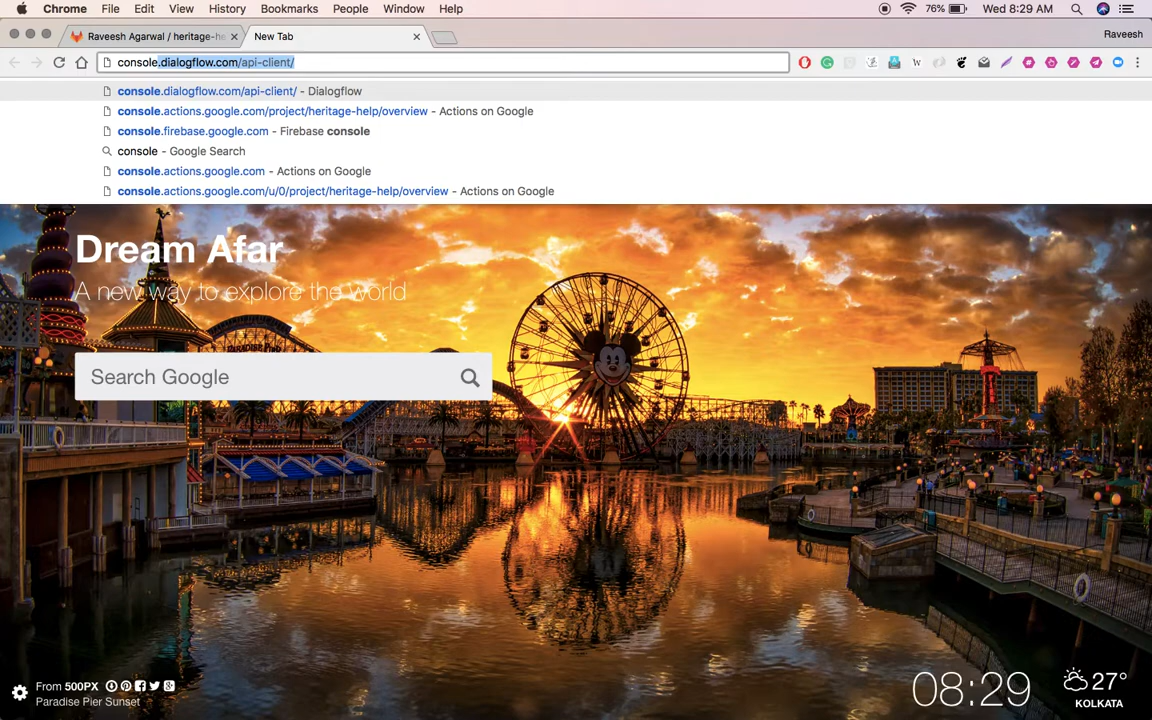 Chrome File Edit View History Bookmarks People Window Help 76% Wed 8:29 AM
Raveesh Agarwal / heritage-he New Tab Raveesh
console.dialogflow.com/api-client/
console.dialogflow.com/api-client/ - Dialogflow
console.actions.google.com/project/heritage-help/overview - Actions on Google
console.firebase.google.com - Firebase console
console - Google Search
console.actions.google.com - Actions on Google
console.actions.google.com/u/0/project/heritage-help/overview - Actions on Google
Dream Afar
A new way to explore the world
Search Google
From 500PX
Paradise Pier Sunset
08:29
27°
KOLKATA